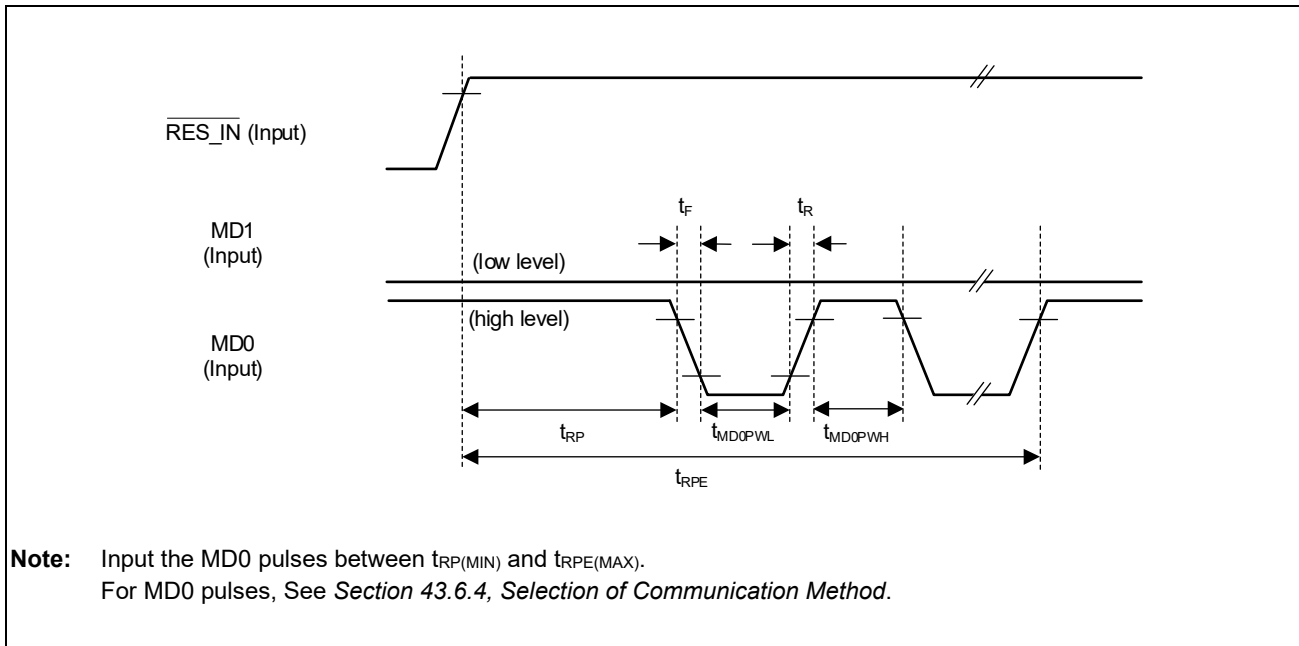 RES_IN (Input)
MD1
(Input)
(low level)
tF
tR
MD0
(Input)
(high level)
tRP
tMD0PWL
tMD0PWH
tRPE
Note: Input the MD0 pulses between tRP(MIN) and tRPE(MAX).
For MD0 pulses, See Section 43.6.4, Selection of Communication Method.